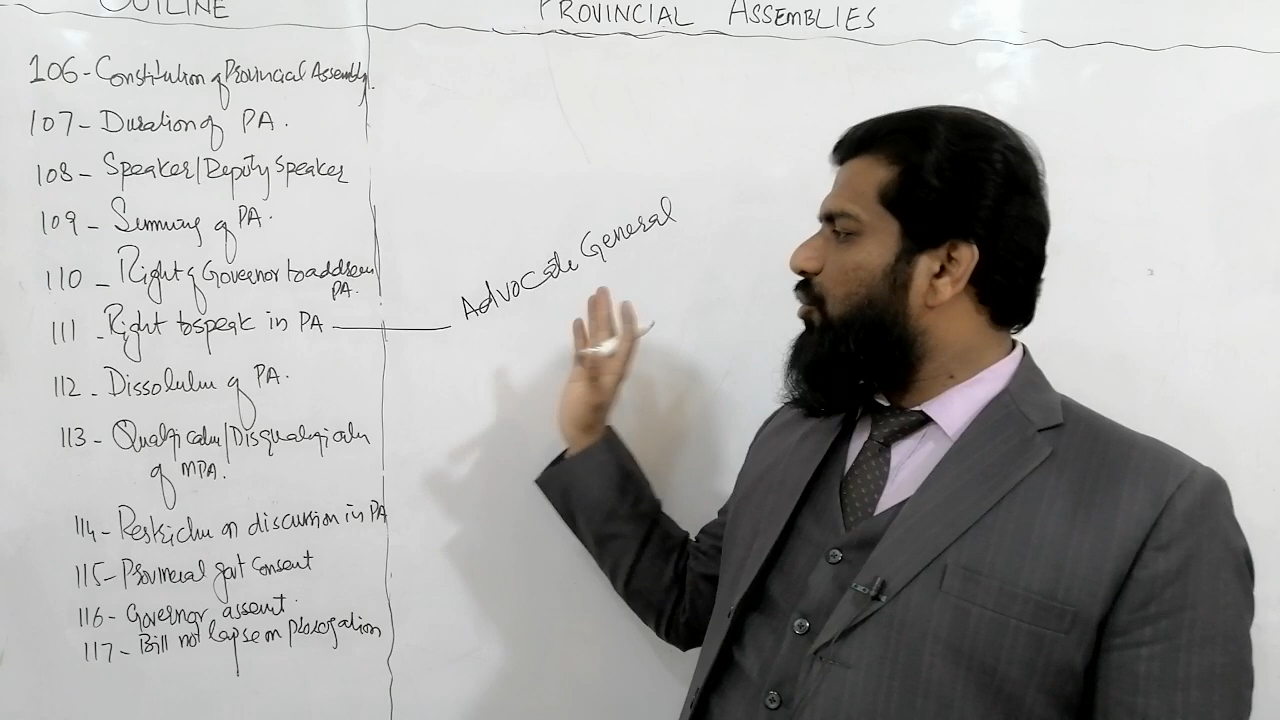 OUTLINE
PROVINCIAL ASSEMBLIES
106-Constitution of Provincial Assembly.
107-Duration of PA.
108-Speaker/Deputy Speaker
109-Summing of PA.
110-Right of Governor to address
PA.
111-Right to speak in PA — Advocate General
112-Dissolution of PA.
113-Qualification/Disqualification
of MPA.
114-Restriction on discussion in PA
115-Provincial govt Consent
116-Governor assent.
117-Bill not lapse on prorogation